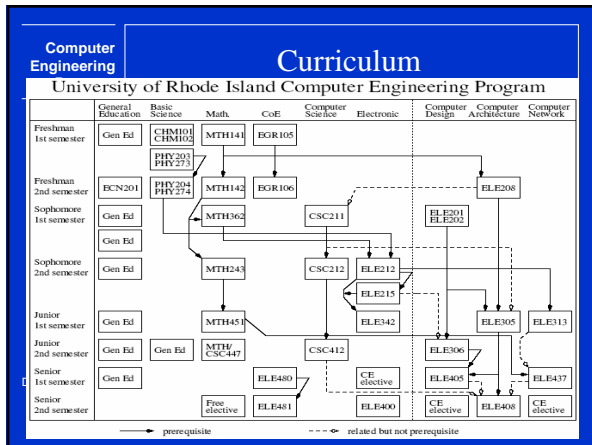 Computer
Engineering
Curriculum
University of Rhode Island Computer Engineering Program
General Education
Basic Science
Math.
CoE
Computer Science
Electronic
Computer Design
Computer Architecture
Computer Network
Freshman
1st semester
Gen Ed
CHM101
CHM102
MTH141
EGR105
PHY203
PHY273
Freshman
2nd semester
ECN201
PHY204
PHY274
MTH142
EGR106
ELE208
Sophomore
1st semester
Gen Ed
MTH362
CSC211
ELE201
ELE202
Gen Ed
Sophomore
2nd semester
Gen Ed
MTH243
CSC212
ELE212
ELE215
Junior
1st semester
Gen Ed
MTH451
ELE342
ELE305
ELE313
Junior
2nd semester
Gen Ed
Gen Ed
MTH/
CSC447
CSC412
ELE306
Senior
1st semester
Gen Ed
ELE480
CE
elective
ELE405
ELE437
Senior
2nd semester
Free
elective
ELE481
ELE400
CE
elective
ELE408
CE
elective
prerequisite
related but not prerequisite